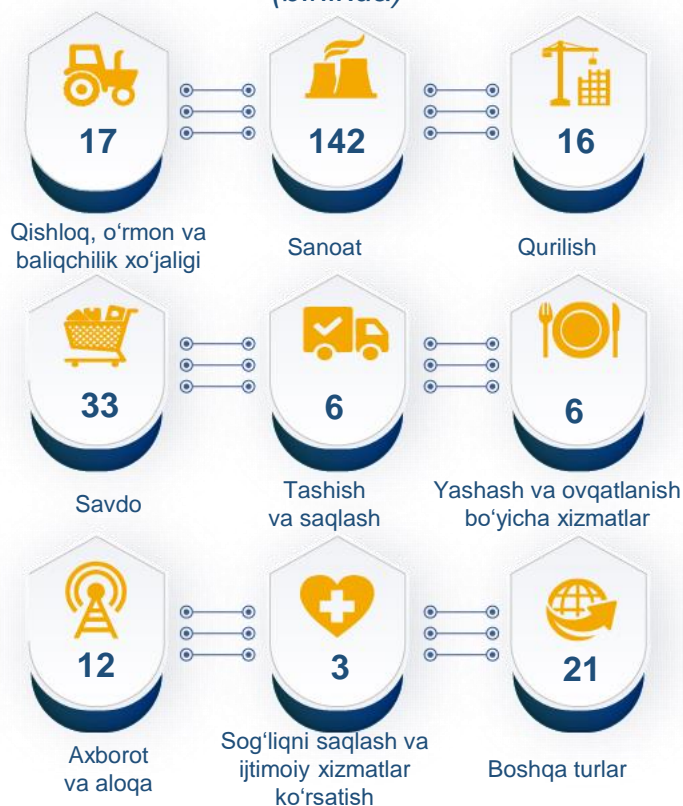 (birlikda)
17
142
16
Qishloq, o‘rmon va
baliqchilik xo‘jaligi
Sanoat
Qurilish
33
6
6
Savdo
Tashish
va saqlash
Yashash va ovqatlanish
bo‘yicha xizmatlar
12
3
21
Axborot
va aloqa
Sog‘liqni saqlash va
ijtimoiy xizmatlar
ko‘rsatish
Boshqa turlar